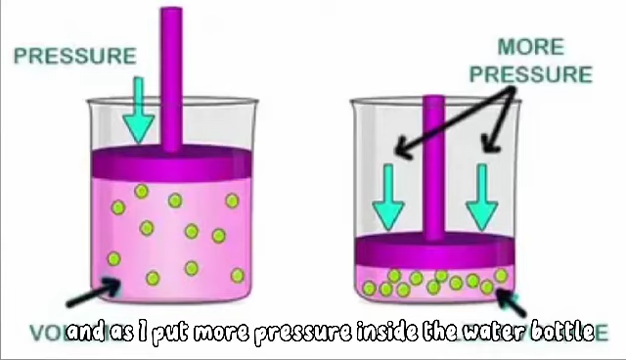 PRESSURE
MORE
PRESSURE
and as I put more pressure inside the water bottle